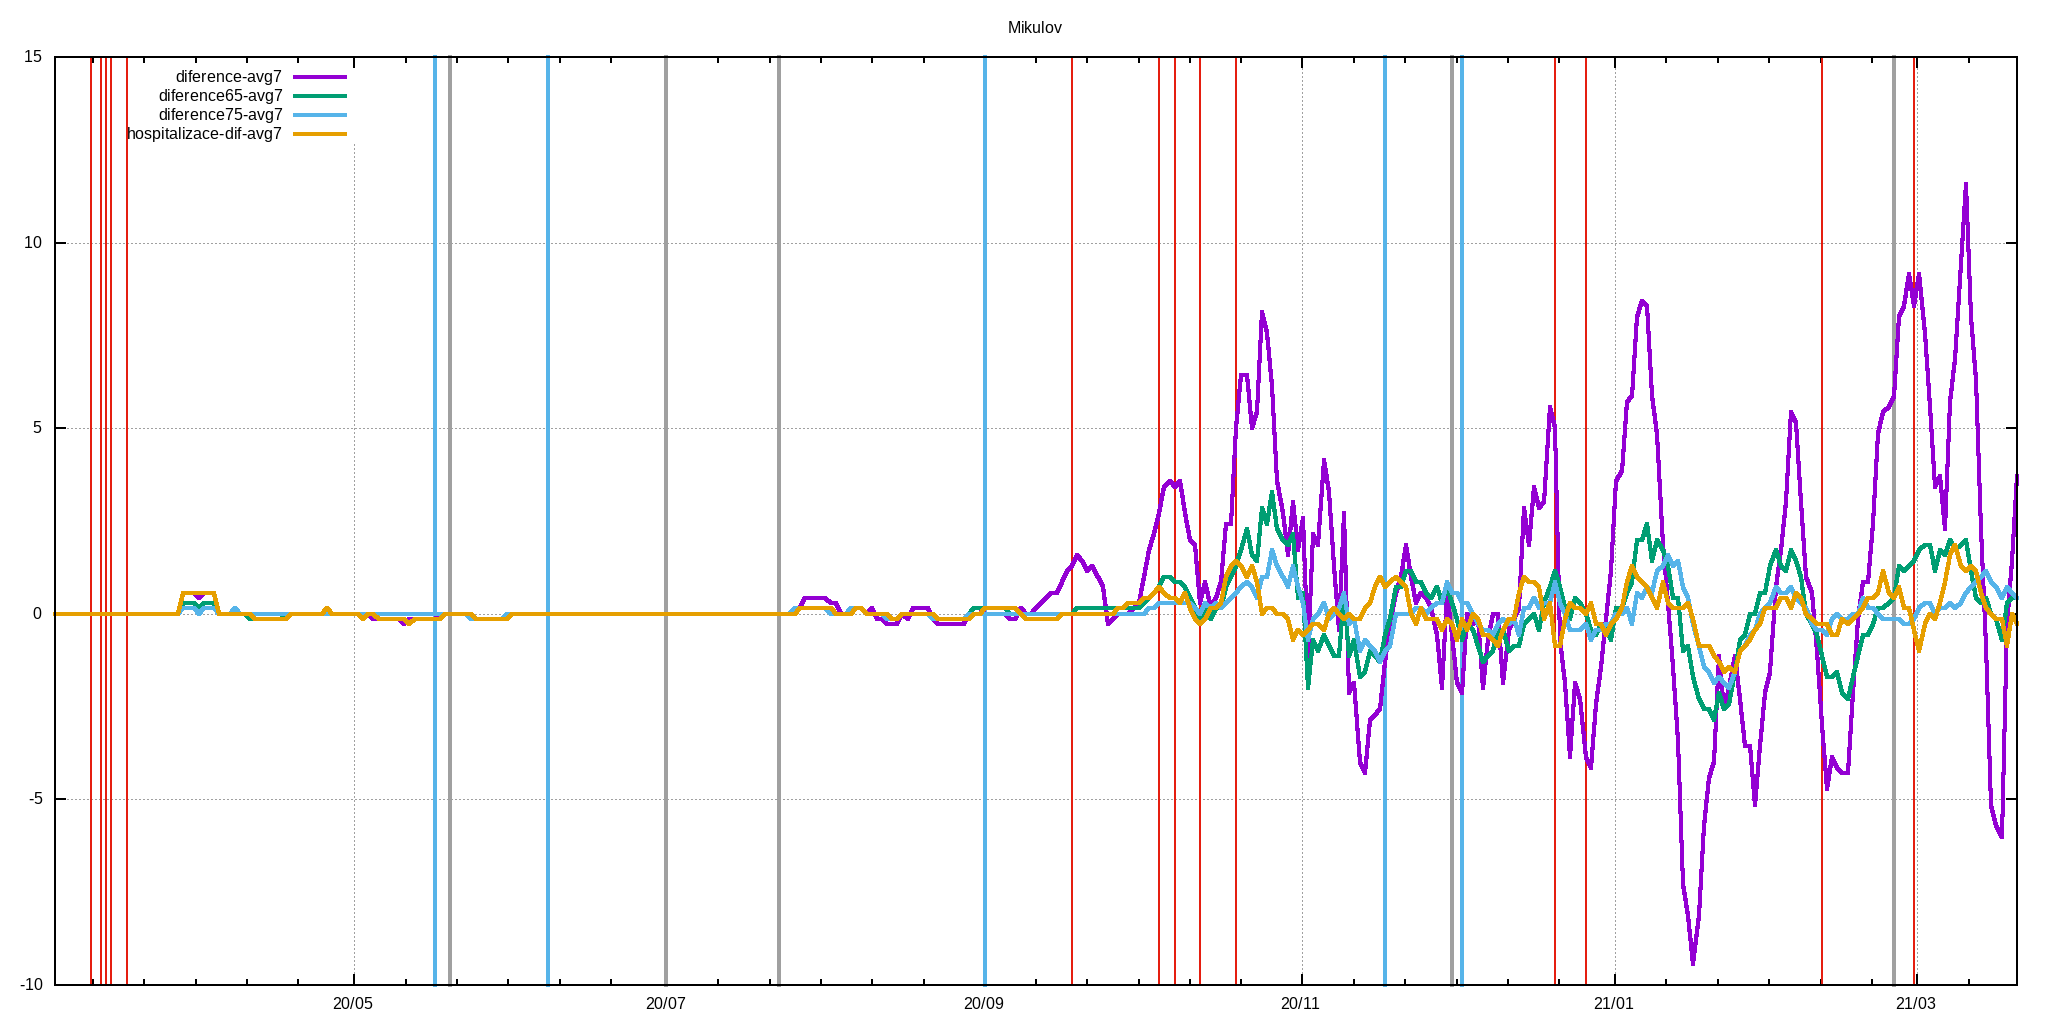 Mikulov
15
diference-avg7
diference65-avg7
diference75-avg7
hospitalizace-dif-avg7
10
5
0
-5
-10
20/05 20/07 20/09 20/11 21/01 21/03